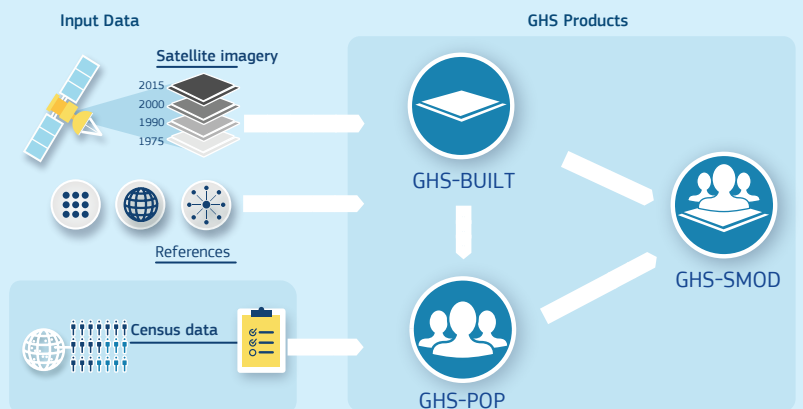 Input Data
GHS Products
Satellite imagery
2015
2000
1990
1975
GHS-BUILT
References
GHS-SMOD
Census data
GHS-POP